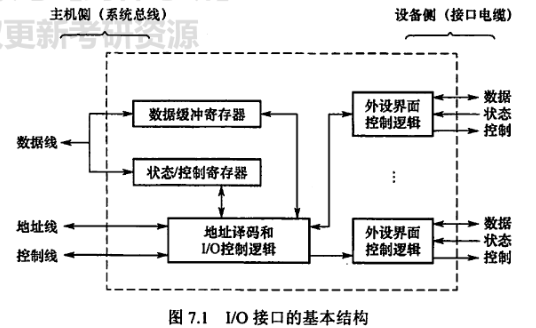 更新考研资源
主机侧（系统总线）
设备侧（接口电缆）
数据缓冲寄存器
外设界面
控制逻辑
数据
状态
控制
数据线
状态/控制寄存器
⋮
地址线
控制线
地址译码和
I/O控制逻辑
外设界面
控制逻辑
数据
状态
控制
图 7.1 I/O 接口的基本结构